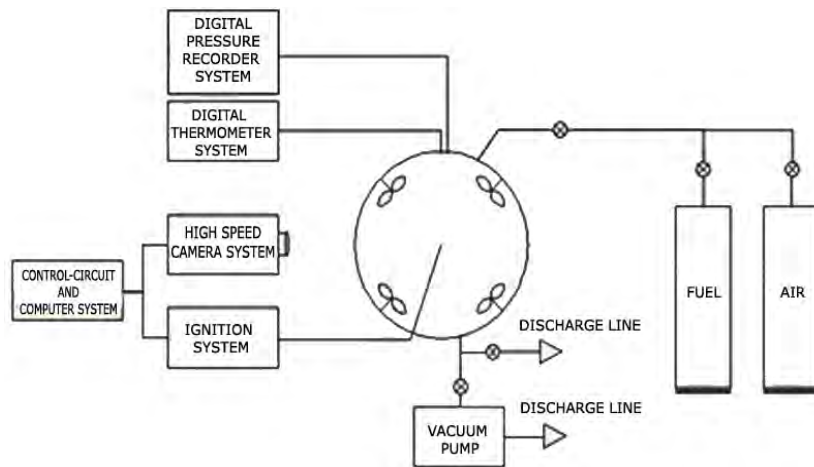 DIGITAL
PRESSURE
RECORDER
SYSTEM
DIGITAL
THERMOMETER
SYSTEM
HIGH SPEED
CAMERA SYSTEM
CONTROL-CIRCUIT
AND
COMPUTER SYSTEM
IGNITION
SYSTEM
FUEL
AIR
DISCHARGE LINE
DISCHARGE LINE
VACUUM
PUMP